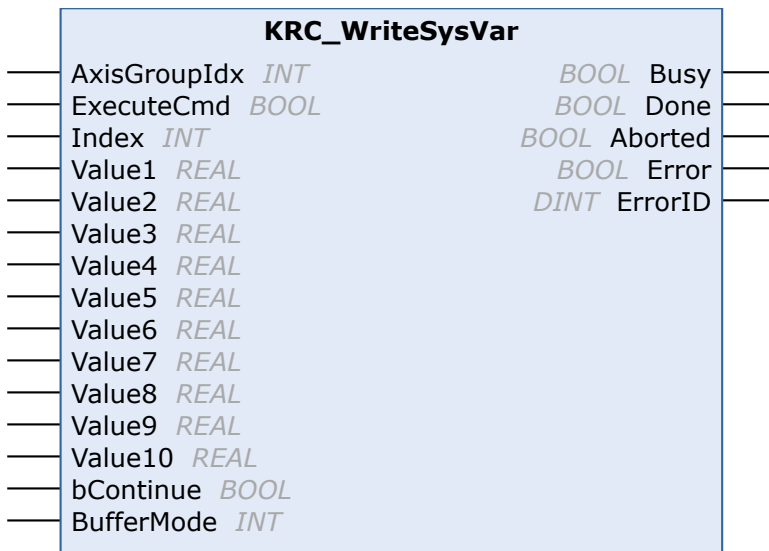 KRC_WriteSysVar
AxisGroupIdx INT BOOL Busy
ExecuteCmd BOOL BOOL Done
Index INT BOOL Aborted
Value1 REAL BOOL Error
Value2 REAL DINT ErrorID
Value3 REAL
Value4 REAL
Value5 REAL
Value6 REAL
Value7 REAL
Value8 REAL
Value9 REAL
Value10 REAL
bContinue BOOL
BufferMode INT